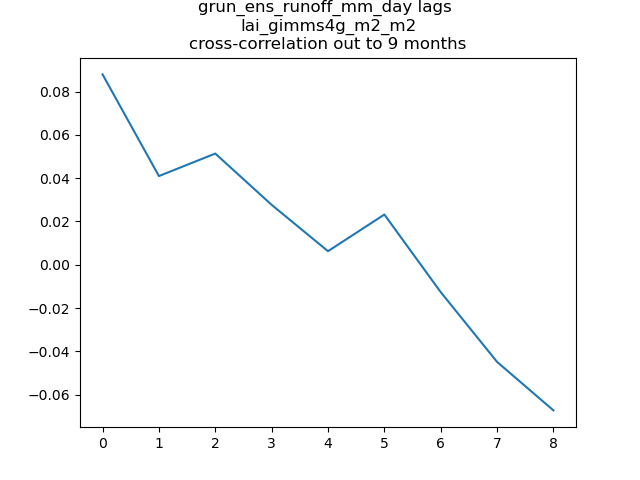 grun_ens_runoff_mm_day lags
lai_gimms4g_m2_m2
cross-correlation out to 9 months
0.08
0.06
0.04
0.02
0.00
−0.02
−0.04
−0.06
0 1 2 3 4 5 6 7 8